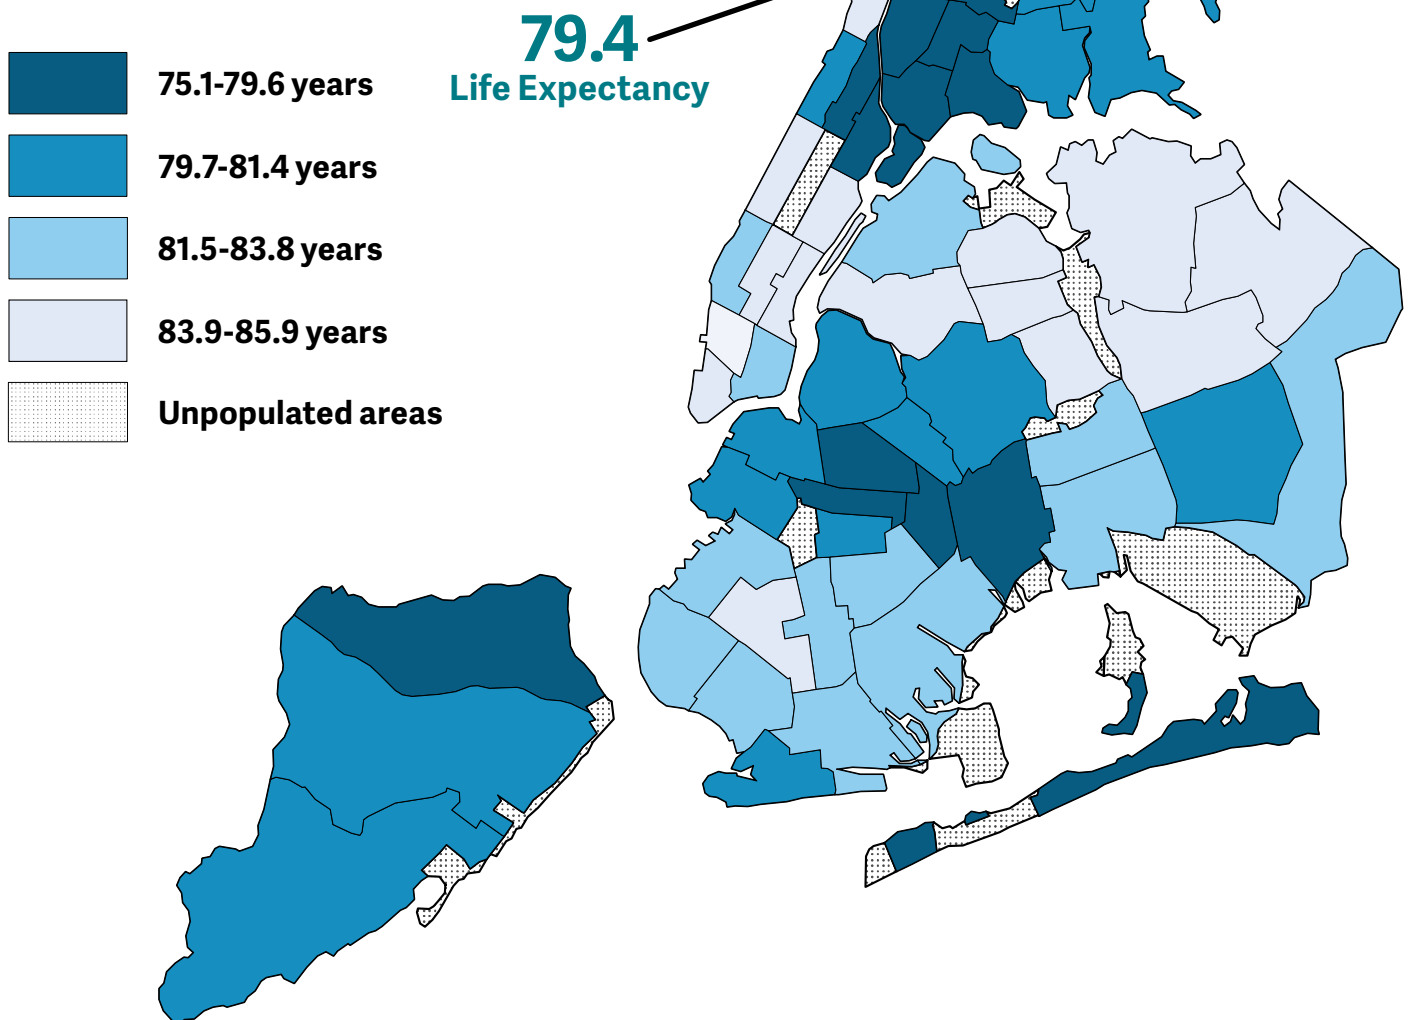 79.4
Life Expectancy
75.1-79.6 years
79.7-81.4 years
81.5-83.8 years
83.9-85.9 years
Unpopulated areas